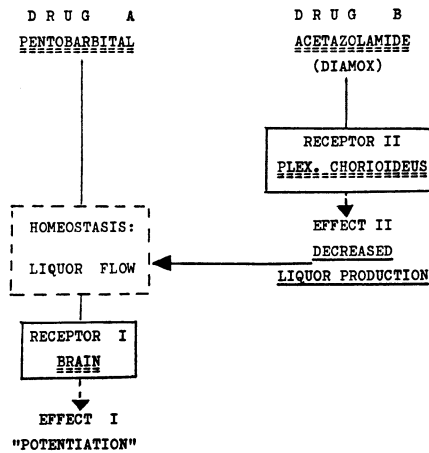 DRUG A
PENTOBARBITAL
DRUG B
ACETAZOLAMIDE
(DIAMOX)
RECEPTOR II
PLEX. CHORIOIDEUS
EFFECT II
DECREASED
LIQUOR PRODUCTION
HOMEOSTASIS:
LIQUOR FLOW
RECEPTOR I
BRAIN
EFFECT I
"POTENTIATION"